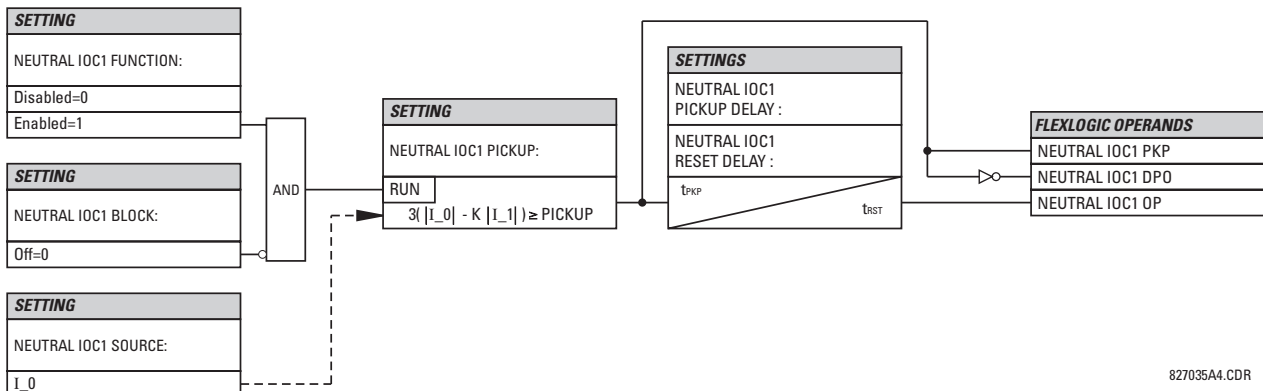 SETTING
NEUTRAL IOC1 FUNCTION:
Disabled=0
Enabled=1
SETTING
NEUTRAL IOC1 BLOCK:
Off=0
SETTING
NEUTRAL IOC1 SOURCE:
I_0
AND
SETTING
NEUTRAL IOC1 PICKUP:
RUN
3( |I_0| - K |I_1| ) ≥ PICKUP
SETTINGS
NEUTRAL IOC1
PICKUP DELAY :
NEUTRAL IOC1
RESET DELAY :
tPKP
tRST
FLEXLOGIC OPERANDS
NEUTRAL IOC1 PKP
NEUTRAL IOC1 DPO
NEUTRAL IOC1 OP
827035A4.CDR